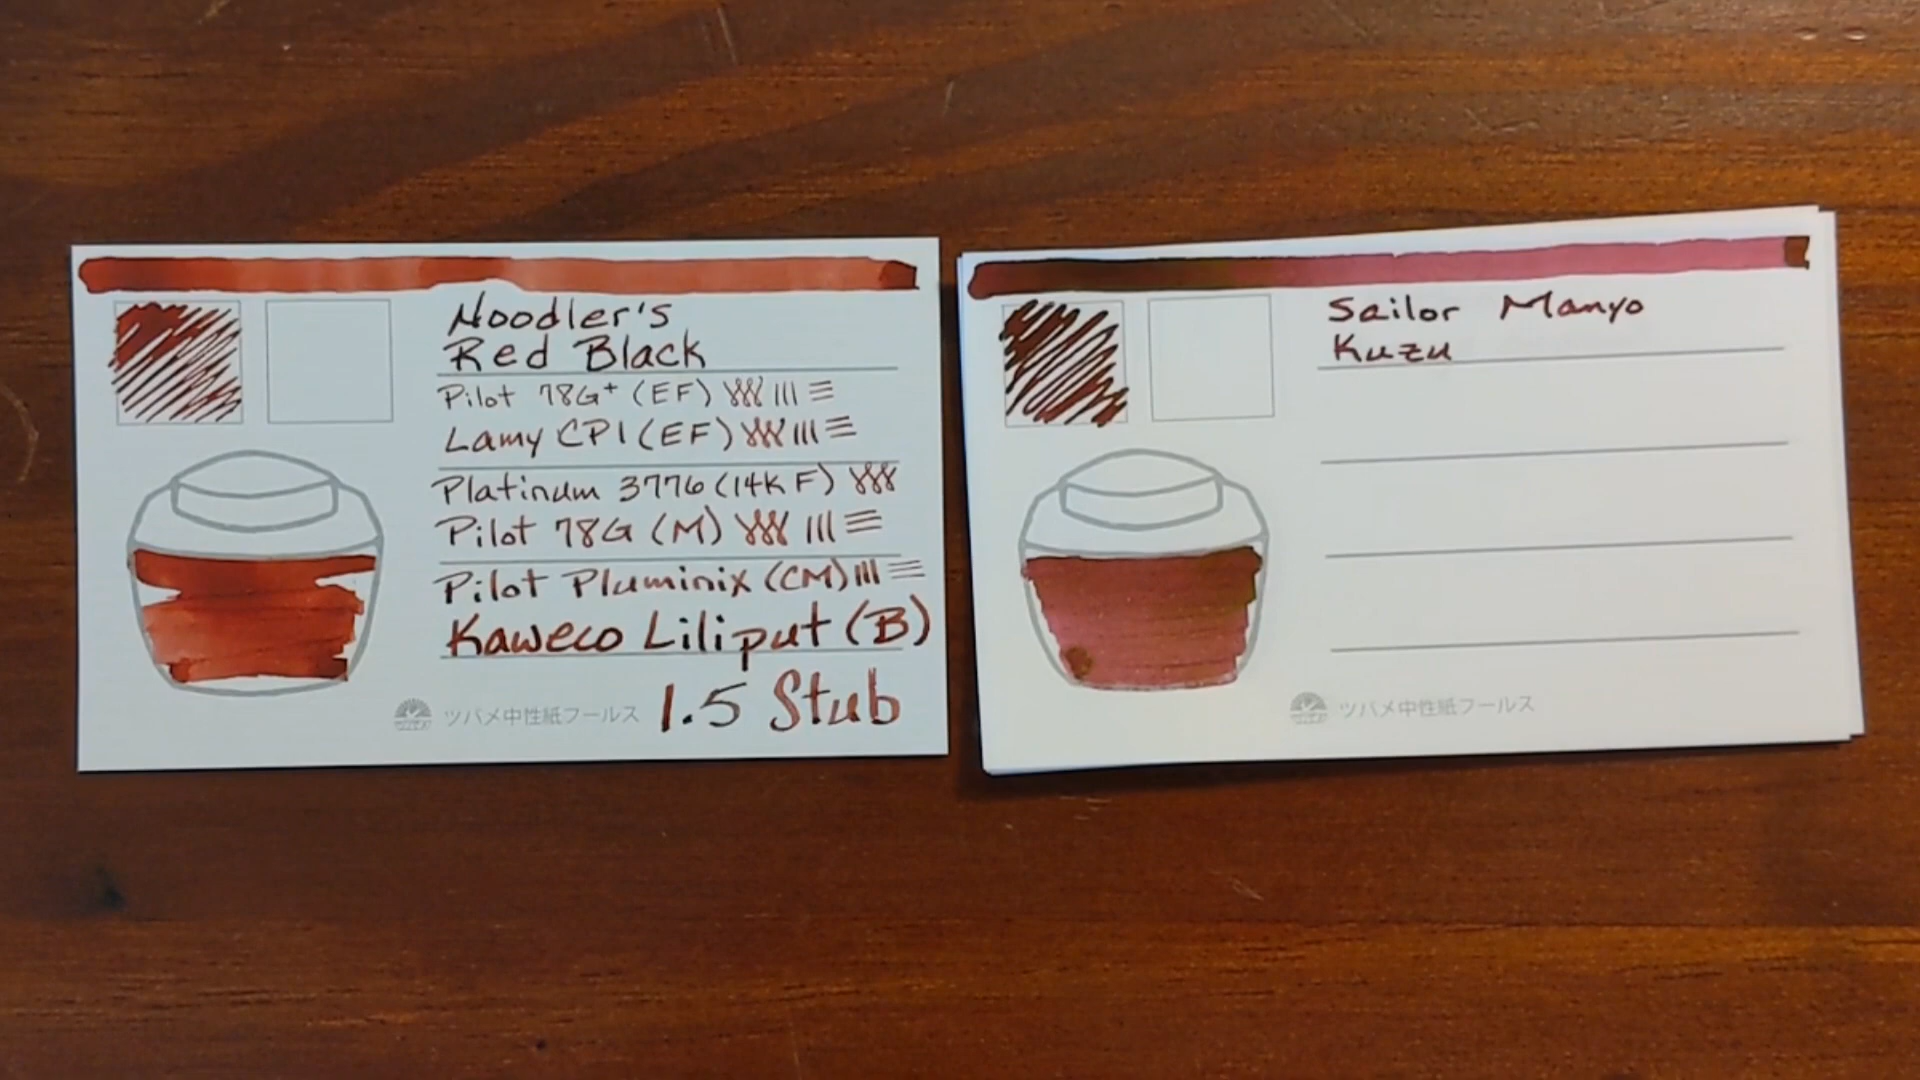 Noodler's
Red Black
Pilot 78G+ (EF)
Lamy CP1 (EF)
Platinum 3776 (14K F)
Pilot 78G (M)
Pilot Pluminix (CM)
Kaweco Liliput (B)
1.5 Stub
ツバメ中性紙フールス
Sailor Manyo
Kuzu
ツバメ中性紙フールス